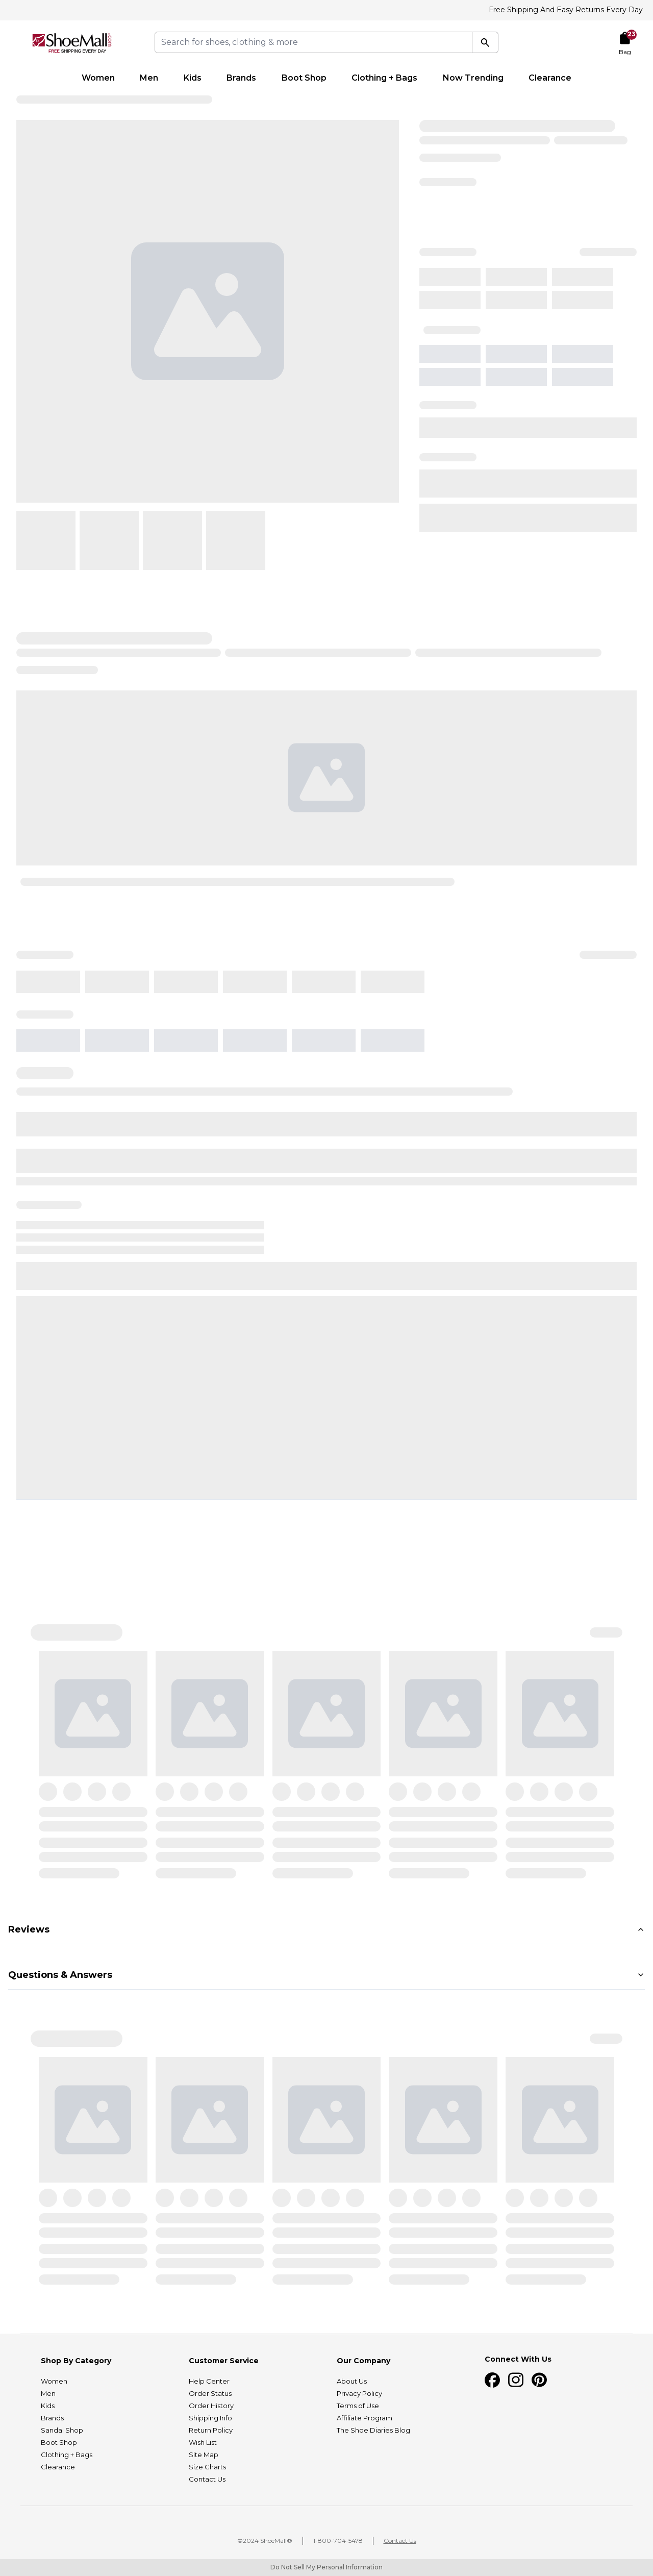 Free Shipping And Easy Returns Every Day
ShoeMall
FREE SHIPPING EVERY DAY
Search for shoes, clothing & more
23
Bag
Women Men Kids Brands Boot Shop Clothing + Bags Now Trending Clearance
Reviews
Questions & Answers
Shop By Category
Women
Men
Kids
Brands
Sandal Shop
Boot Shop
Clothing + Bags
Clearance
Customer Service
Help Center
Order Status
Order History
Shipping Info
Return Policy
Wish List
Site Map
Size Charts
Contact Us
Our Company
About Us
Privacy Policy
Terms of Use
Affiliate Program
The Shoe Diaries Blog
Connect With Us
©2024 ShoeMall® | 1-800-704-5478 | Contact Us
Do Not Sell My Personal Information